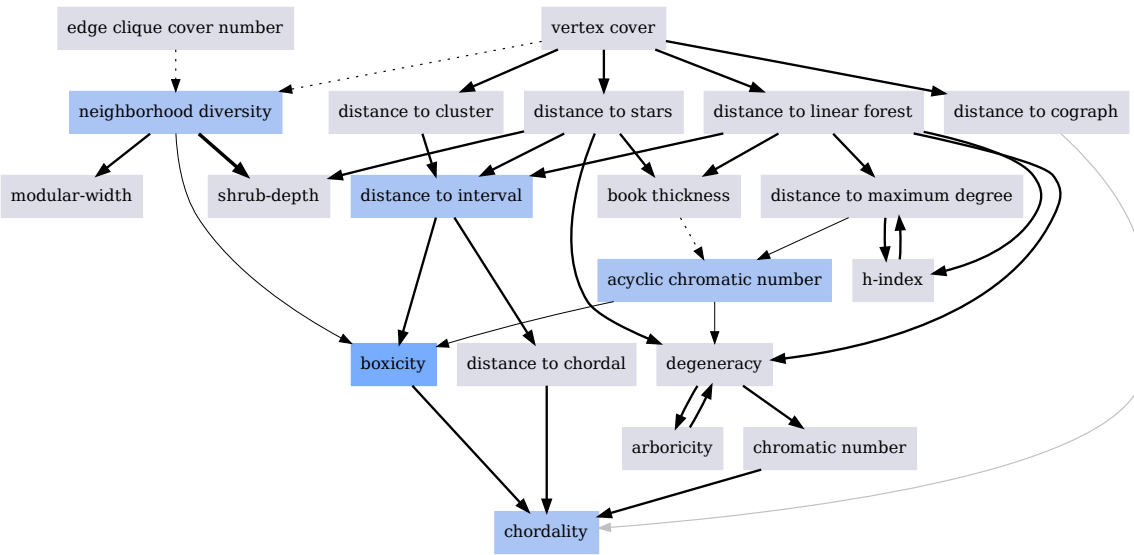 edge clique cover number
vertex cover
neighborhood diversity
distance to cluster
distance to stars
distance to linear forest
distance to cograph
modular-width
shrub-depth
distance to interval
book thickness
distance to maximum degree
acyclic chromatic number
h-index
boxicity
distance to chordal
degeneracy
arboricity
chromatic number
chordality